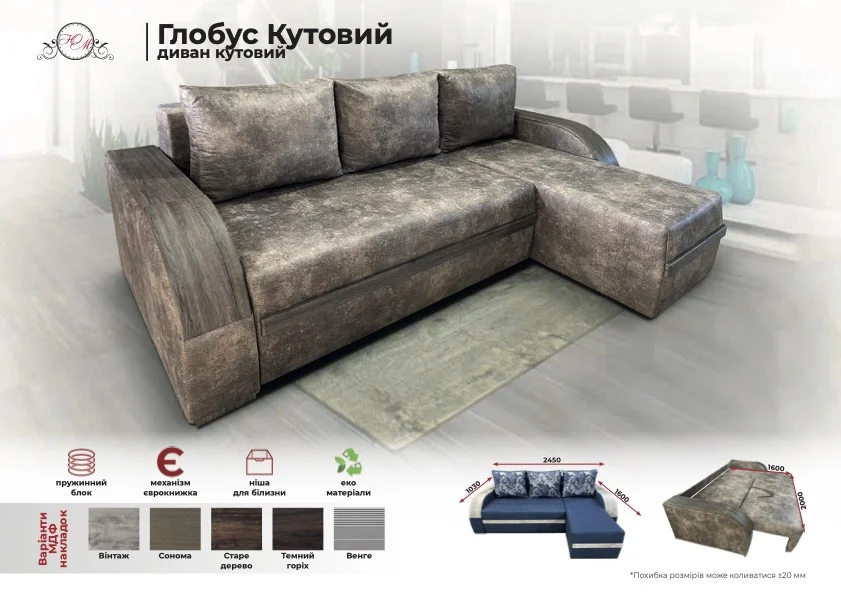 НМ
Глобус Кутовий
диван кутовий
пружинний
блок
механізм
єврокнижка
ніша
для білизни
еко
матеріали
Варіанти
МДФ
накладок
Вінтаж
Сонома
Старе
дерево
Темний
горіх
Венге
2450
1030
1600
1600
2000
*Похибка розмірів може коливатися ±20 мм